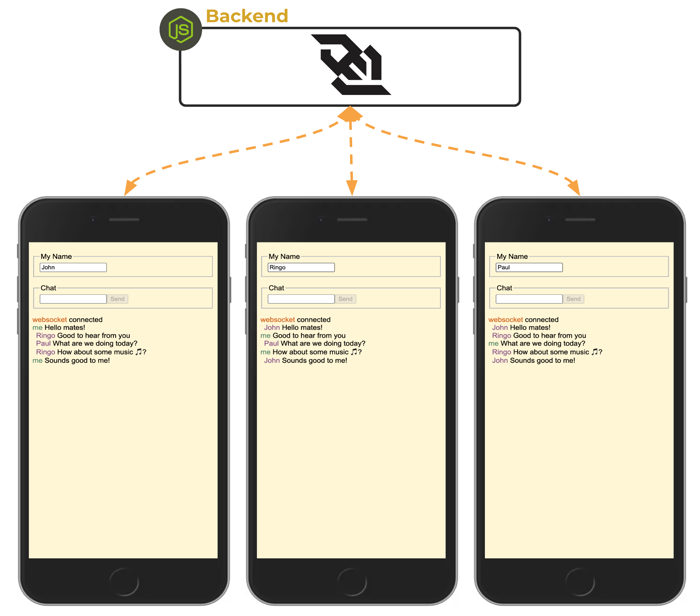 JS
Backend
My Name
John
Chat
Send
websocket connected
me Hello mates!
Ringo Good to hear from you
Paul What are we doing today?
Ringo How about some music 🎵?
me Sounds good to me!
My Name
Ringo
Chat
Send
websocket connected
John Hello mates!
me Good to hear from you
Paul What are we doing today?
me How about some music 🎵?
John Sounds good to me!
My Name
Paul
Chat
Send
websocket connected
John Hello mates!
Ringo Good to hear from you
me What are we doing today?
Ringo How about some music 🎵?
John Sounds good to me!